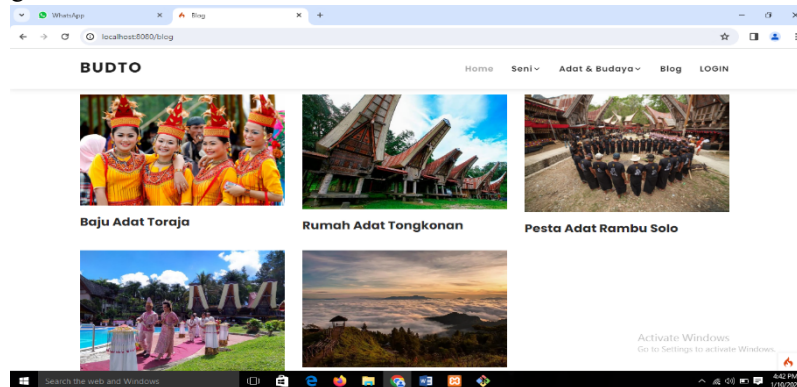 WhatsApp
Blog
localhost:8080/blog
BUDTO
Home Seni Adat & Budaya Blog LOGIN
Baju Adat Toraja
Rumah Adat Tongkonan
Pesta Adat Rambu Solo
Activate Windows
Go to Settings to activate Windows.
Search the web and Windows
4:42 PM